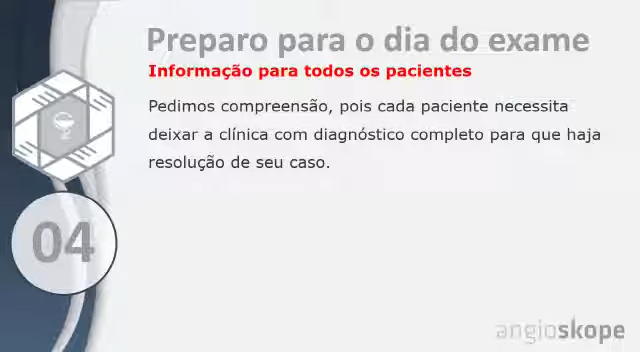 Preparo para o dia do exame
Informação para todos os pacientes
Pedimos compreensão, pois cada paciente necessita
deixar a clínica com diagnóstico completo para que haja
resolução de seu caso.
04
angioskope